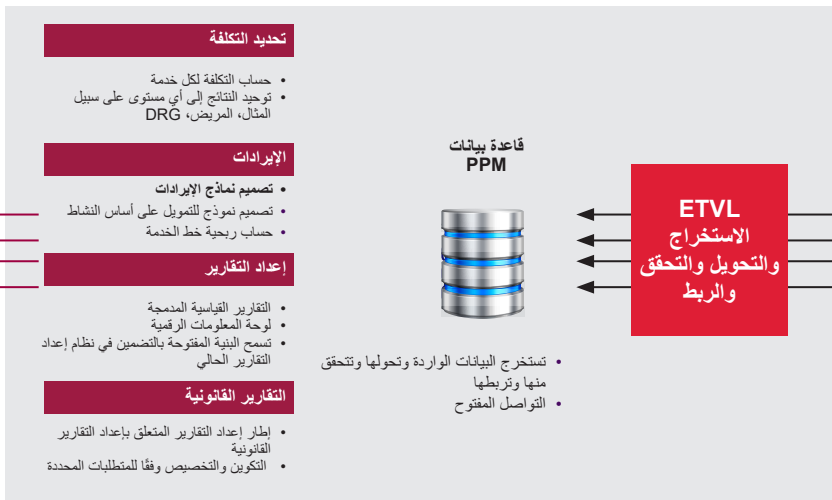 ETVL
الاستخراج
والتحويل والتحقق
والربط
قاعدة بيانات
PPM
• تستخرج البيانات الواردة وتحولها وتتحقق
منها وتربطها
• التواصل المفتوح
تحديد التكلفة
• حساب التكلفة لكل خدمة
• توحيد النتائج إلى أي مستوى على سبيل
المثال، المريض، DRG
الإيرادات
• تصميم نماذج الإيرادات
• تصميم نموذج للتمويل على أساس النشاط
• حساب ربحية خط الخدمة
إعداد التقارير
• التقارير القياسية المدمجة
• لوحة المعلومات الرقمية
• تسمح البنية المفتوحة بالتضمين في نظام إعداد
التقارير الحالي
التقارير القانونية
• إطار إعداد التقارير المتعلق بإعداد التقارير
القانونية
• التكوين والتخصيص وفقًا للمتطلبات المحددة